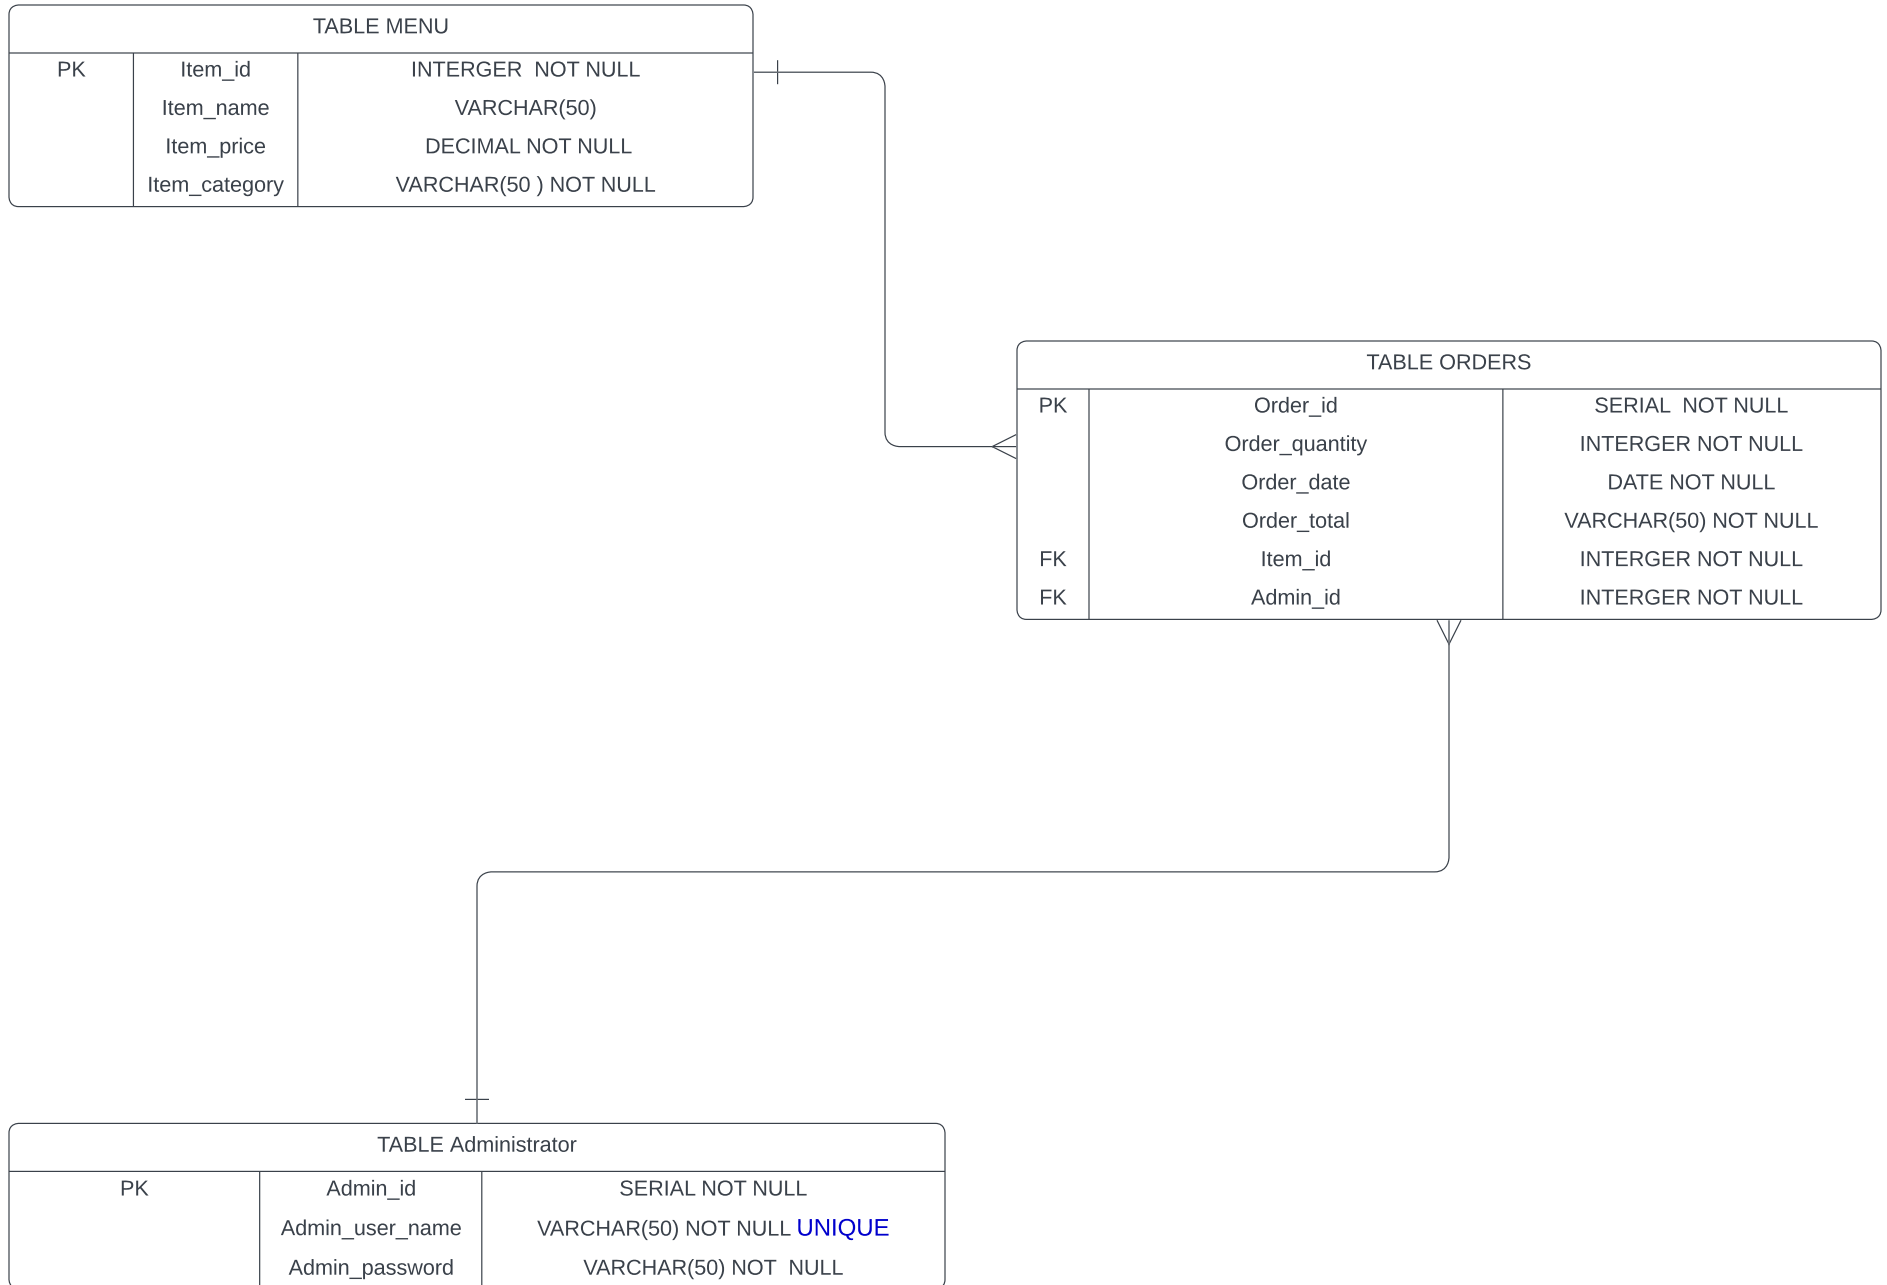 TABLE MENU
PK Item_id INTERGER  NOT NULL
Item_name VARCHAR(50)
Item_price DECIMAL NOT NULL
Item_category VARCHAR(50 ) NOT NULL
TABLE ORDERS
PK Order_id SERIAL  NOT NULL
Order_quantity INTERGER NOT NULL
Order_date DATE NOT NULL
Order_total VARCHAR(50) NOT NULL
FK Item_id INTERGER NOT NULL
FK Admin_id INTERGER NOT NULL
TABLE Administrator
PK Admin_id SERIAL NOT NULL
Admin_user_name VARCHAR(50) NOT NULL UNIQUE
Admin_password VARCHAR(50) NOT  NULL